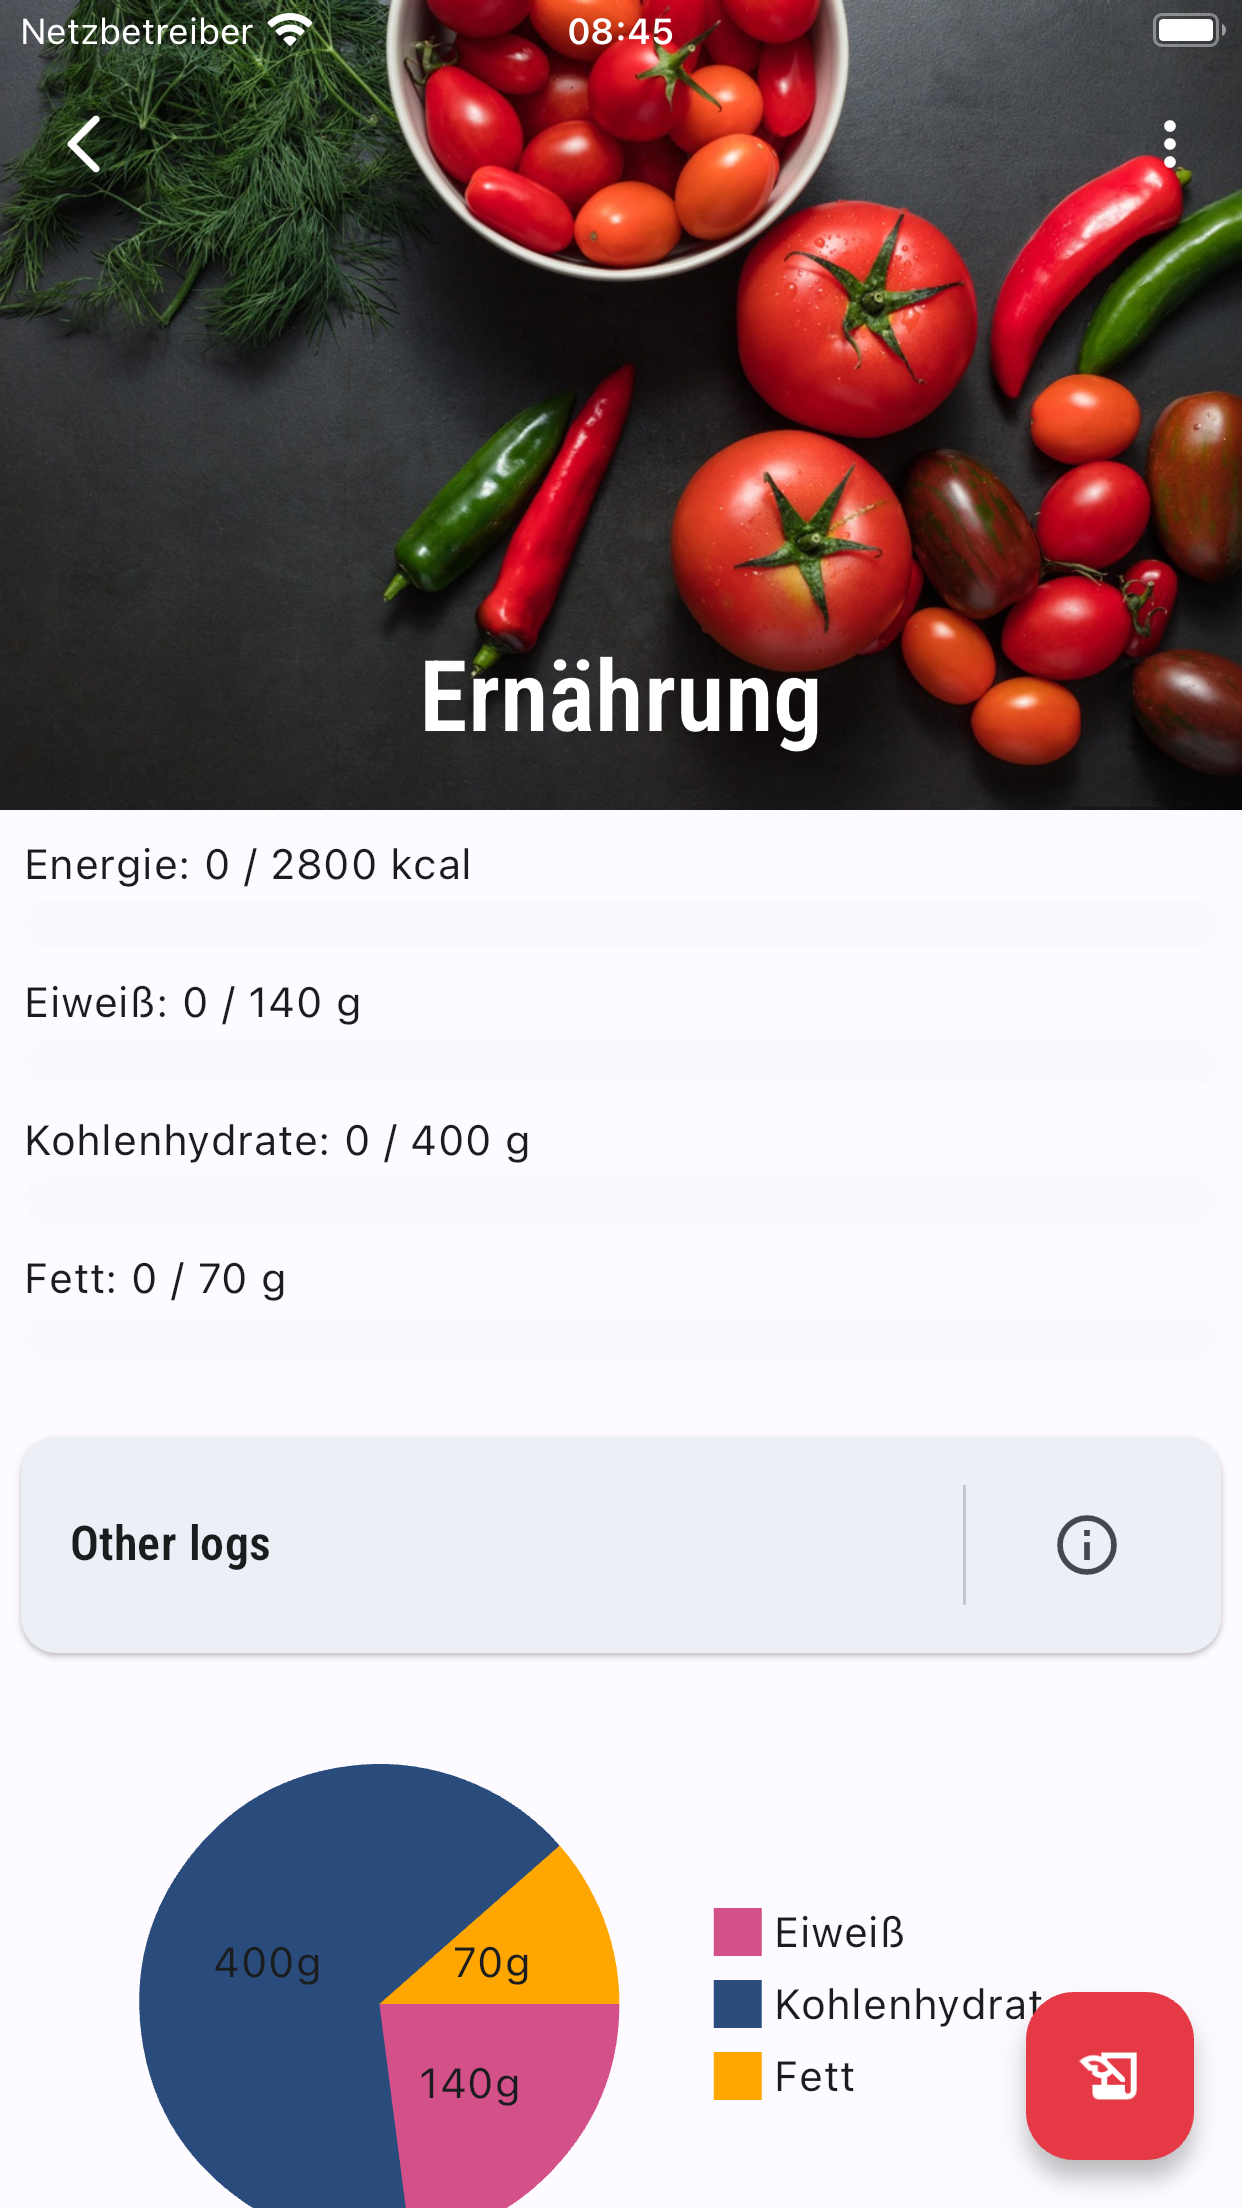 Netzbetreiber 08:45
Ernährung
Energie: 0 / 2800 kcal
Eiweiß: 0 / 140 g
Kohlenhydrate: 0 / 400 g
Fett: 0 / 70 g
Other logs
400g
70g
140g
Eiweiß
Kohlenhydrat
Fett